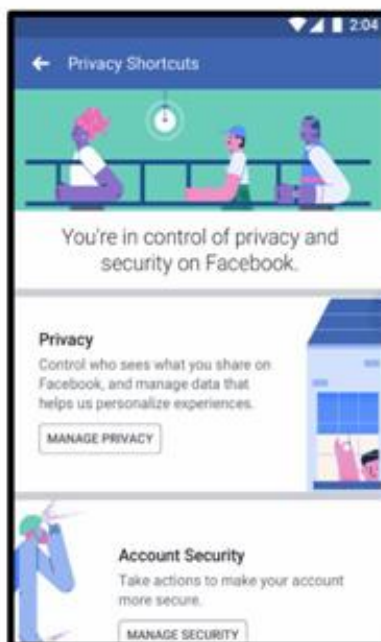 2:04
Privacy Shortcuts
You're in control of privacy and
security on Facebook.
Privacy
Control who sees what you share on
Facebook, and manage data that
helps us personalize experiences.
MANAGE PRIVACY
Account Security
Take actions to make your account
more secure.
MANAGE SECURITY